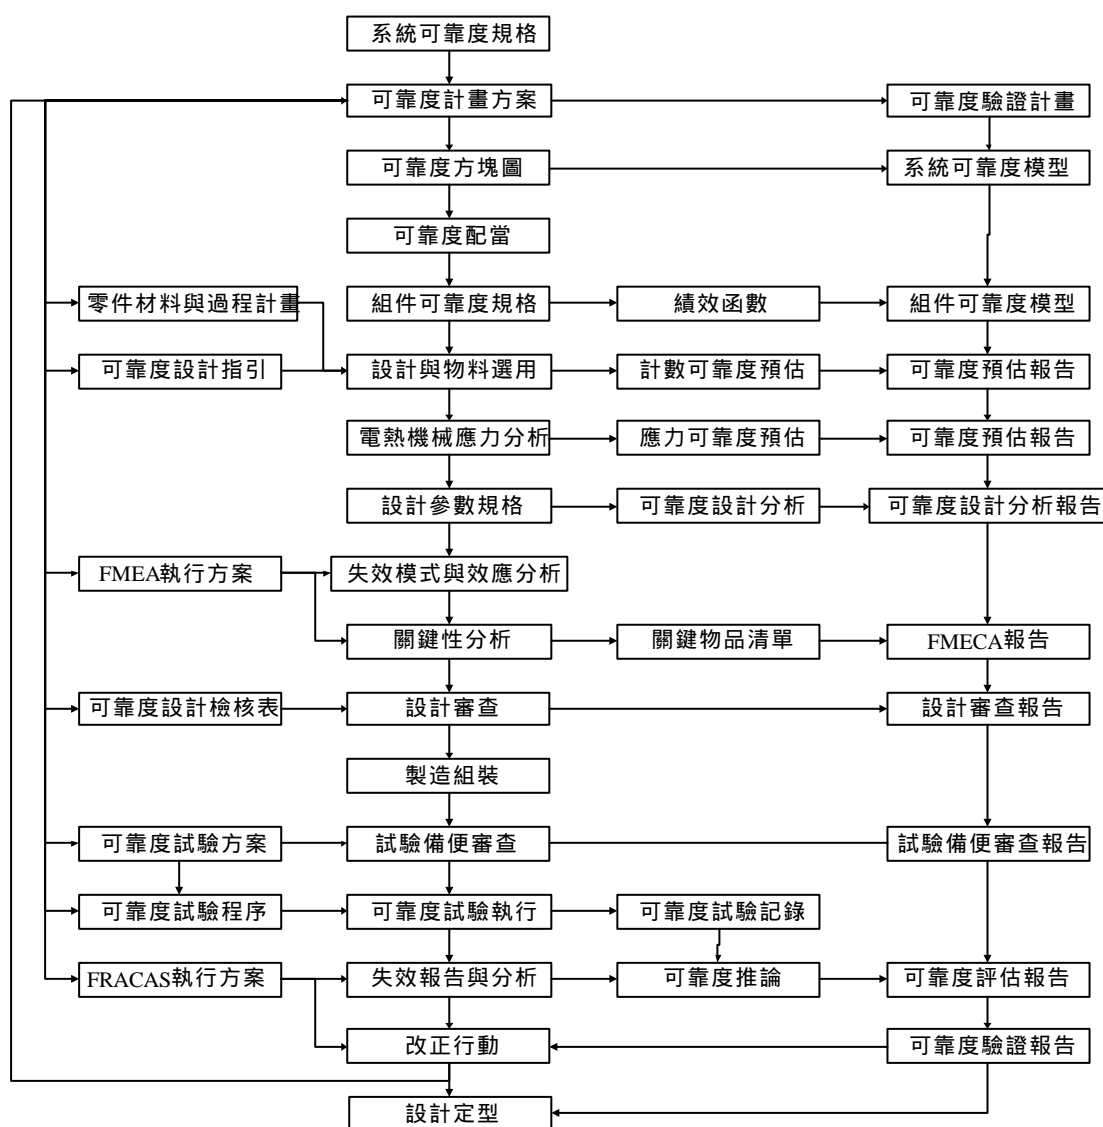 系統可靠度規格
可靠度計畫方案
可靠度驗證計畫
可靠度方塊圖
系統可靠度模型
可靠度配當
零件材料與過程計畫
組件可靠度規格
績效函數
組件可靠度模型
可靠度設計指引
設計與物料選用
計數可靠度預估
可靠度預估報告
電熱機械應力分析
應力可靠度預估
可靠度預估報告
設計參數規格
可靠度設計分析
可靠度設計分析報告
FMEA執行方案
失效模式與效應分析
關鍵性分析
關鍵物品清單
FMECA報告
可靠度設計檢核表
設計審查
設計審查報告
製造組裝
可靠度試驗方案
試驗備便審查
試驗備便審查報告
可靠度試驗程序
可靠度試驗執行
可靠度試驗記錄
FRACAS執行方案
失效報告與分析
可靠度推論
可靠度評估報告
改正行動
可靠度驗證報告
設計定型